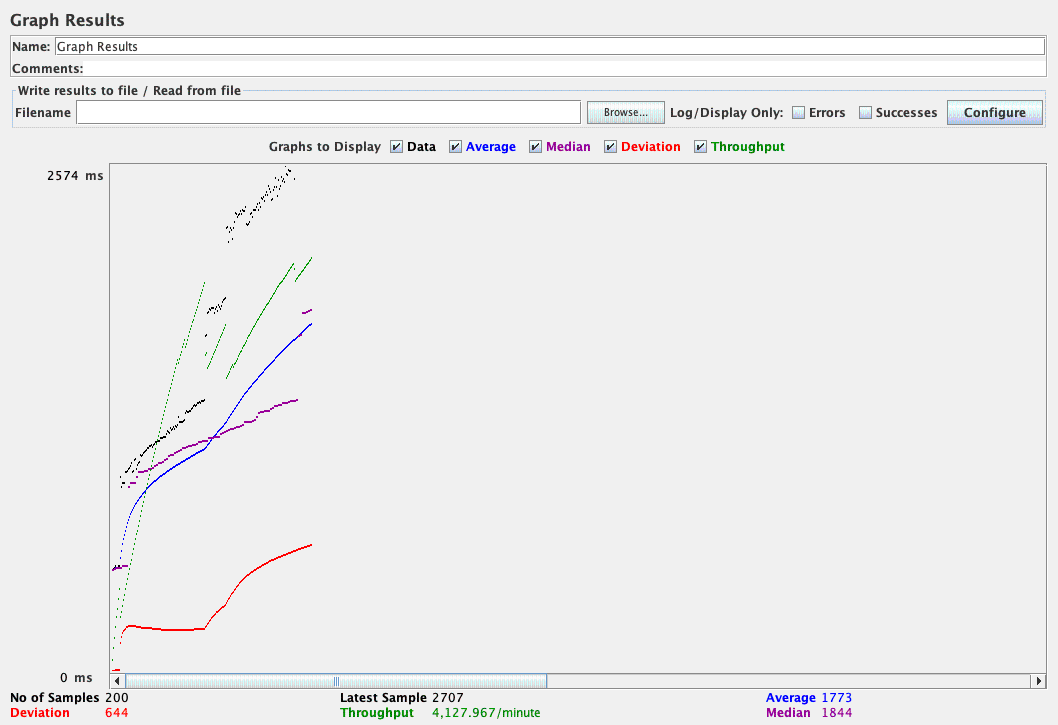 Graph Results
Name: Graph Results
Comments:
Write results to file / Read from file
Filename Browse... Log/Display Only: Errors Successes Configure
Graphs to Display Data Average Median Deviation Throughput
2574 ms
0 ms
No of Samples 200 Latest Sample 2707 Average 1773
Deviation 644 Throughput 4,127.967/minute Median 1844